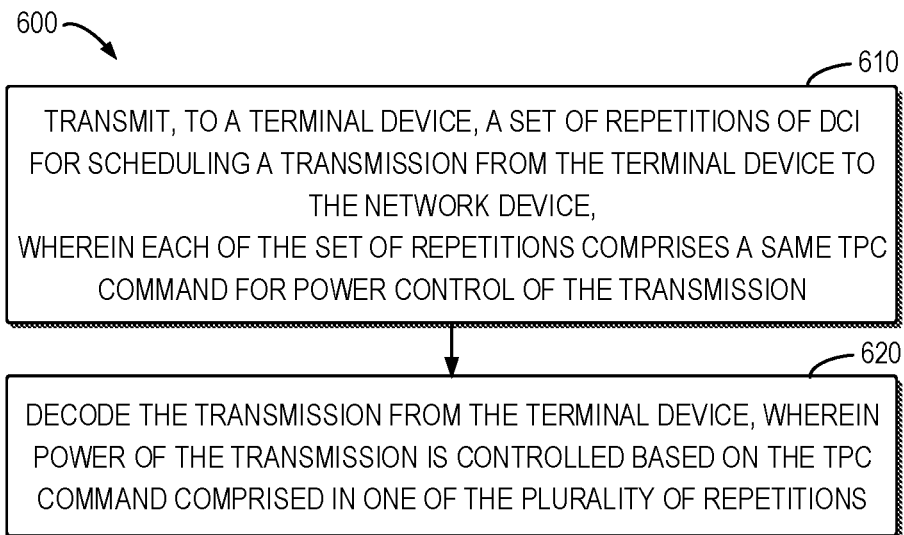 600
610
TRANSMIT, TO A TERMINAL DEVICE, A SET OF REPETITIONS OF DCI
FOR SCHEDULING A TRANSMISSION FROM THE TERMINAL DEVICE TO
THE NETWORK DEVICE,
WHEREIN EACH OF THE SET OF REPETITIONS COMPRISES A SAME TPC
COMMAND FOR POWER CONTROL OF THE TRANSMISSION
620
DECODE THE TRANSMISSION FROM THE TERMINAL DEVICE, WHEREIN
POWER OF THE TRANSMISSION IS CONTROLLED BASED ON THE TPC
COMMAND COMPRISED IN ONE OF THE PLURALITY OF REPETITIONS